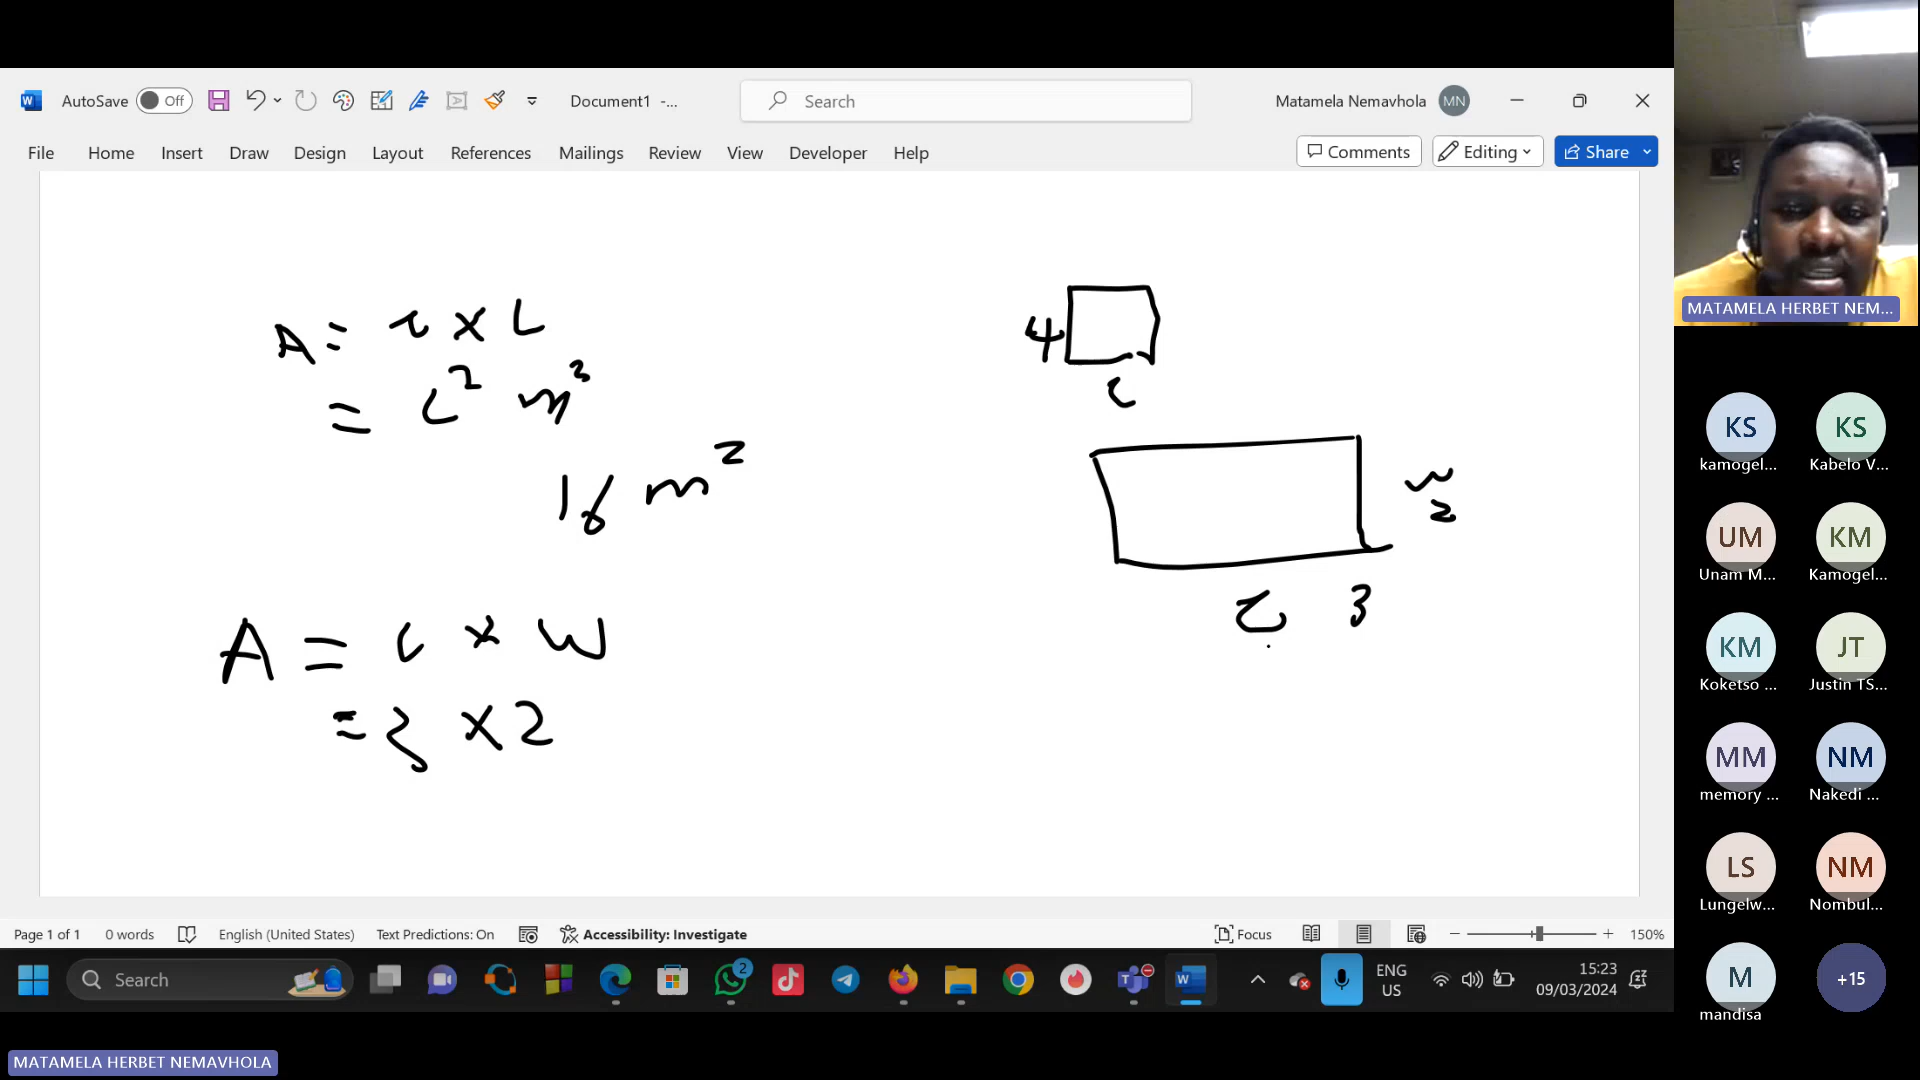 AutoSave Off Document1 -... Search Matamela Nemavhola MN
File Home Insert Draw Design Layout References Mailings Review View Developer Help Comments Editing Share
MATAMELA HERBET NEM...
A = L x L
= L² m²
16 m²
A = L x W
= 3 x 2
4
L
W
2
L 3
KS KS
kamogel... Kabelo V...
UM KM
Unam M... Kamogel...
KM JT
Koketso ... Justin TS...
MM NM
memory ... Nakedi ...
LS NM
Lungelw... Nombul...
M +15
mandisa
Page 1 of 1 0 words English (United States) Text Predictions: On Accessibility: Investigate Focus 150%
Search 2 ENG 15:23
US 09/03/2024
MATAMELA HERBET NEMAVHOLA